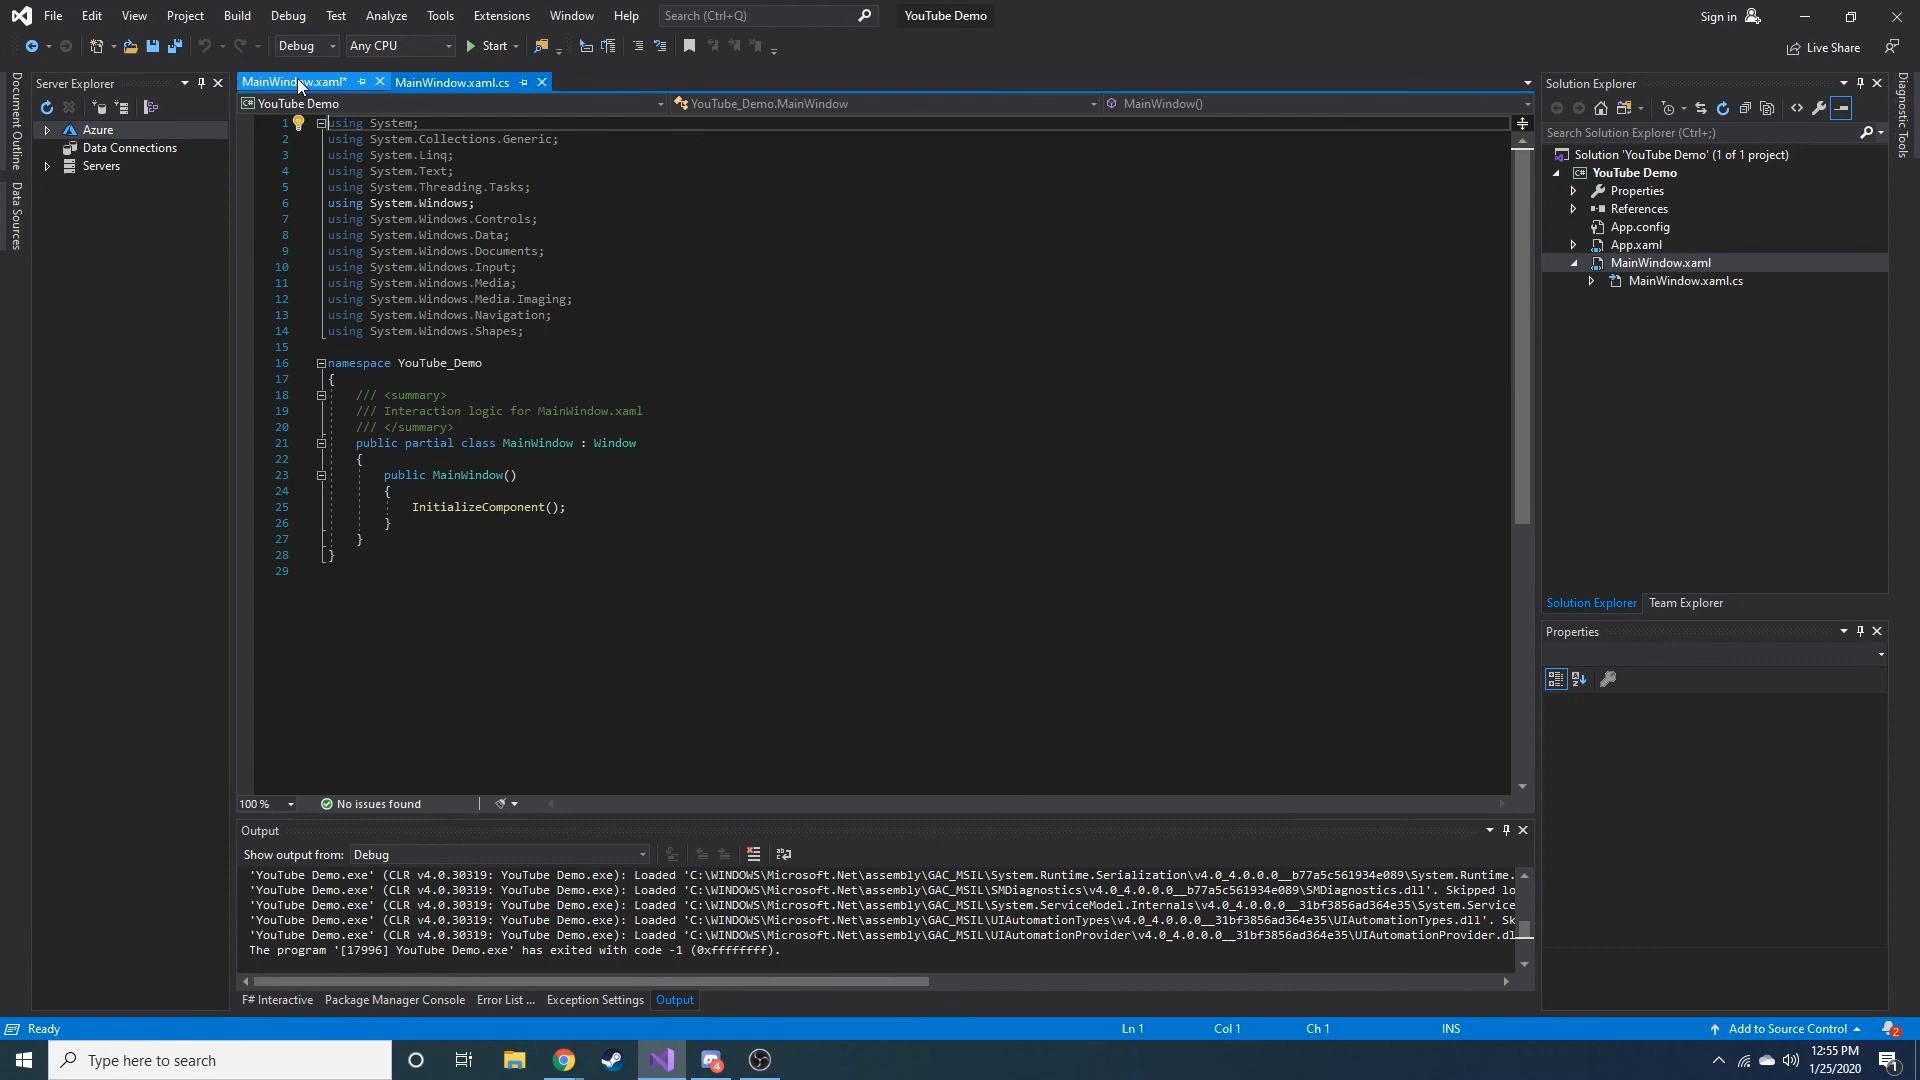 File Edit View Project Build Debug Test Analyze Tools Extensions Window Help Search (Ctrl+Q) YouTube Demo Sign in
Debug Any CPU Start Live Share
Document Outline
Data Sources
Server Explorer
Azure
Data Connections
Servers
MainWindow.xaml* MainWindow.xaml.cs
YouTube Demo YouTube_Demo.MainWindow MainWindow()
1 using System;
2 using System.Collections.Generic;
3 using System.Linq;
4 using System.Text;
5 using System.Threading.Tasks;
6 using System.Windows;
7 using System.Windows.Controls;
8 using System.Windows.Data;
9 using System.Windows.Documents;
10 using System.Windows.Input;
11 using System.Windows.Media;
12 using System.Windows.Media.Imaging;
13 using System.Windows.Navigation;
14 using System.Windows.Shapes;
15
16 namespace YouTube_Demo
17 {
18 /// <summary>
19 /// Interaction logic for MainWindow.xaml
20 /// </summary>
21 public partial class MainWindow : Window
22 {
23 public MainWindow()
24 {
25 InitializeComponent();
26 }
27 }
28 }
29
100 % No issues found
Output
Show output from: Debug
'YouTube Demo.exe' (CLR v4.0.30319: YouTube Demo.exe): Loaded 'C:\WINDOWS\Microsoft.Net\assembly\GAC_MSIL\System.Runtime.Serialization\v4.0_4.0.0.0__b77a5c561934e089\System.Runtime.
'YouTube Demo.exe' (CLR v4.0.30319: YouTube Demo.exe): Loaded 'C:\WINDOWS\Microsoft.Net\assembly\GAC_MSIL\SMDiagnostics\v4.0_4.0.0.0__b77a5c561934e089\SMDiagnostics.dll'. Skipped lo
'YouTube Demo.exe' (CLR v4.0.30319: YouTube Demo.exe): Loaded 'C:\WINDOWS\Microsoft.Net\assembly\GAC_MSIL\System.ServiceModel.Internals\v4.0_4.0.0.0__31bf3856ad364e35\System.Service
'YouTube Demo.exe' (CLR v4.0.30319: YouTube Demo.exe): Loaded 'C:\WINDOWS\Microsoft.Net\assembly\GAC_MSIL\UIAutomationTypes\v4.0_4.0.0.0__31bf3856ad364e35\UIAutomationTypes.dll'. Sk
'YouTube Demo.exe' (CLR v4.0.30319: YouTube Demo.exe): Loaded 'C:\WINDOWS\Microsoft.Net\assembly\GAC_MSIL\UIAutomationProvider\v4.0_4.0.0.0__31bf3856ad364e35\UIAutomationProvider.dl
The program '[17996] YouTube Demo.exe' has exited with code -1 (0xffffffff).
F# Interactive Package Manager Console Error List ... Exception Settings Output
Solution Explorer
Search Solution Explorer (Ctrl+;)
Solution 'YouTube Demo' (1 of 1 project)
YouTube Demo
Properties
References
App.config
App.xaml
MainWindow.xaml
MainWindow.xaml.cs
Solution Explorer Team Explorer
Properties
Diagnostic Tools
Ready Ln 1 Col 1 Ch 1 INS Add to Source Control 2
Type here to search 4 12:55 PM
1/25/2020 1